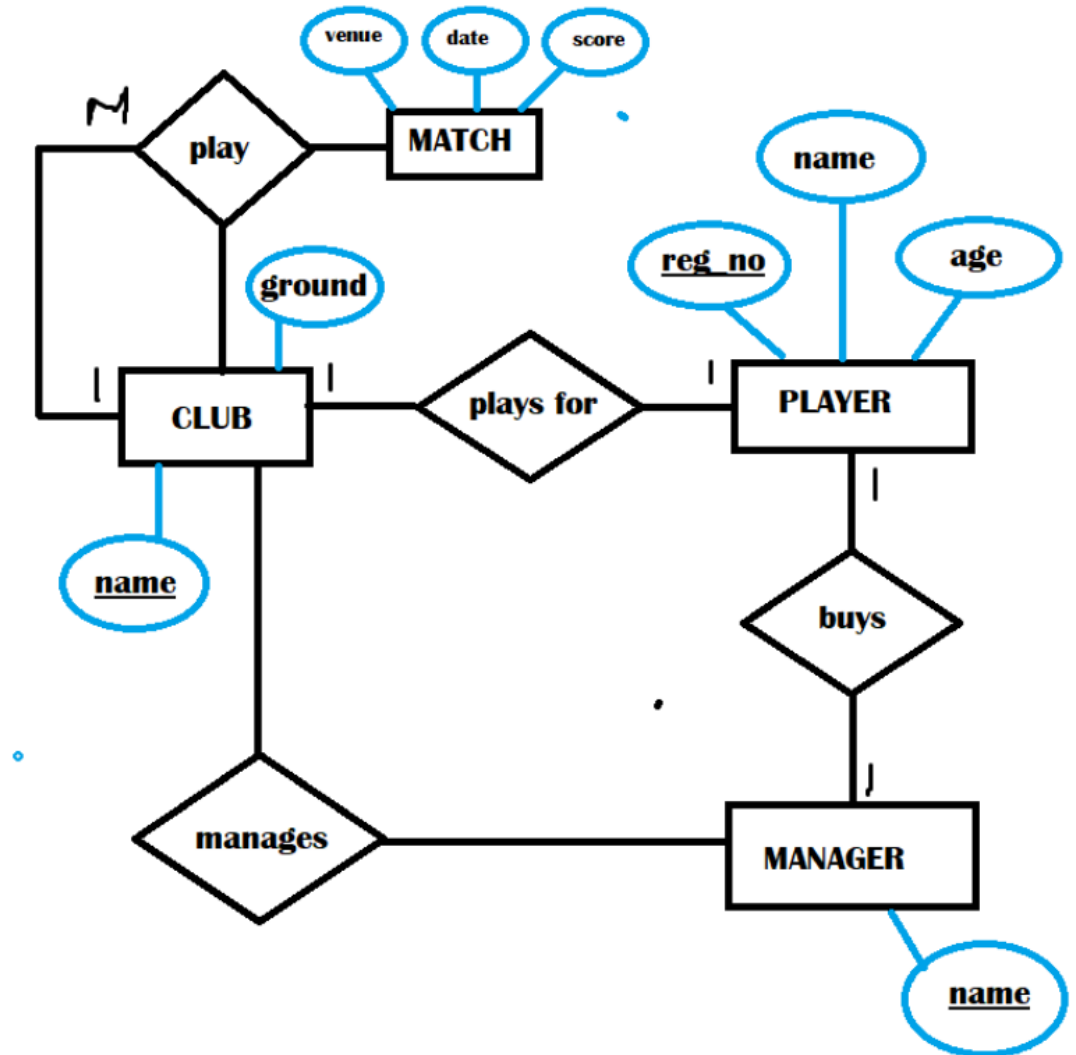 venue date score
N
play
MATCH
name
reg_no
age
ground
1
1
1
CLUB
plays for
PLAYER
1
name
buys
1
manages
MANAGER
name